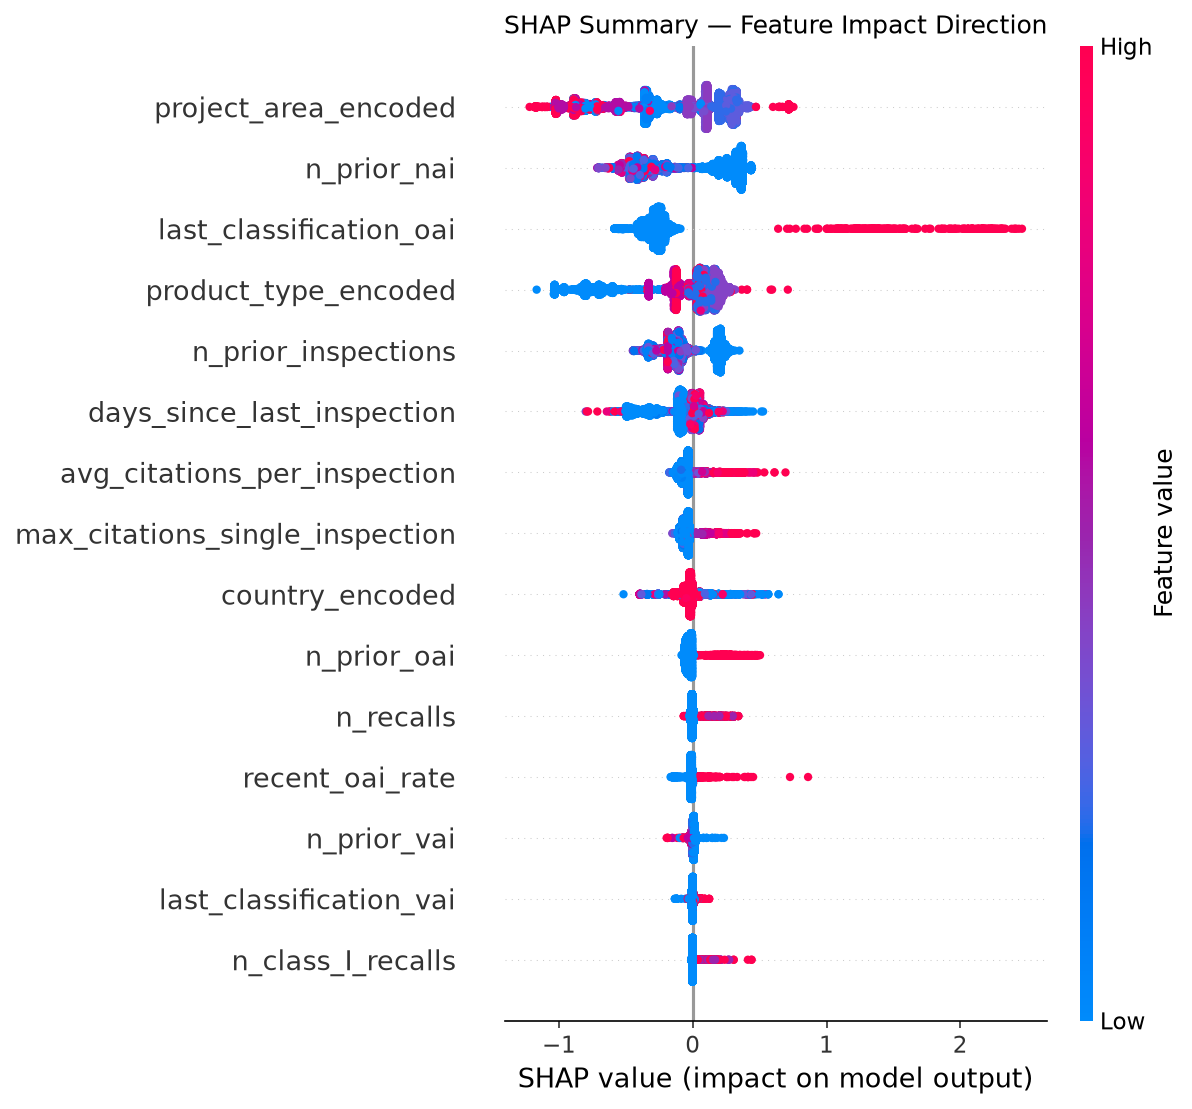 SHAP Summary — Feature Impact Direction
High
project_area_encoded
n_prior_nai
last_classification_oai
product_type_encoded
n_prior_inspections
days_since_last_inspection
avg_citations_per_inspection
max_citations_single_inspection
country_encoded
n_prior_oai
n_recalls
recent_oai_rate
n_prior_vai
last_classification_vai
n_class_I_recalls
Feature value
Low
−1 0 1 2
SHAP value (impact on model output)